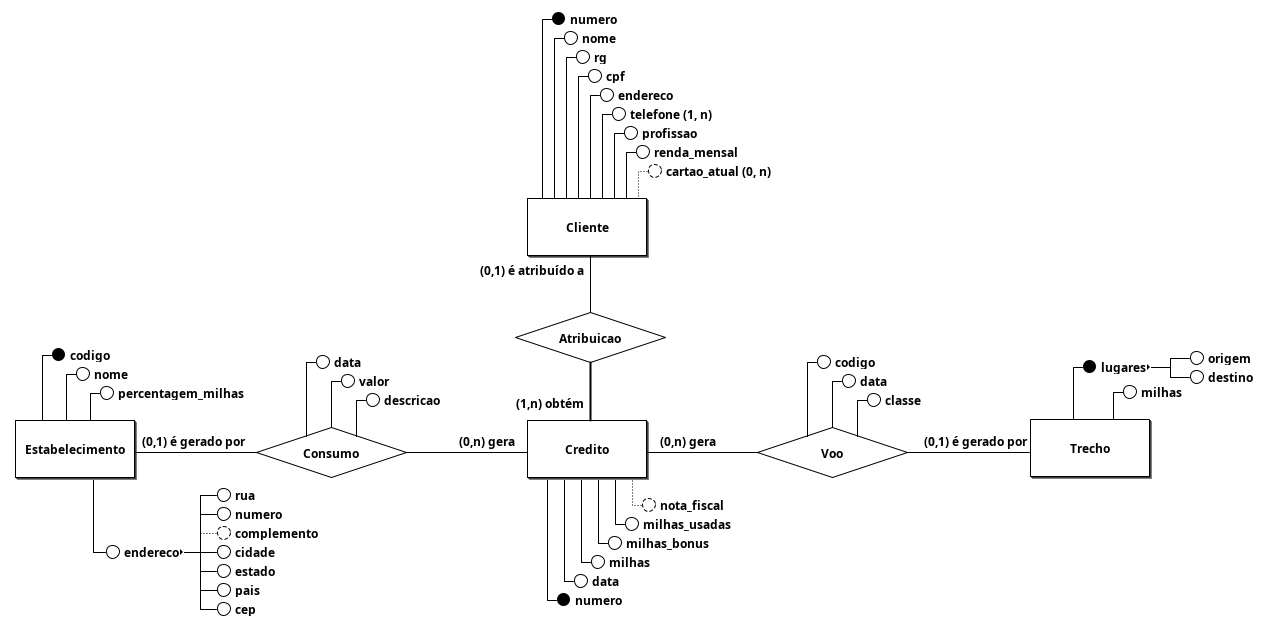 numero
nome
rg
cpf
endereco
telefone (1, n)
profissao
renda_mensal
cartao_atual (0, n)
Cliente
(0,1) é atribuído a
Atribuicao
(1,n) obtém
codigo
nome
percentagem_milhas
Estabelecimento
(0,1) é gerado por
data
valor
descricao
Consumo
(0,n) gera
Credito
(0,n) gera
codigo
data
classe
Voo
(0,1) é gerado por
lugares
origem
destino
milhas
Trecho
endereco
rua
numero
complemento
cidade
estado
pais
cep
nota_fiscal
milhas_usadas
milhas_bonus
milhas
data
numero